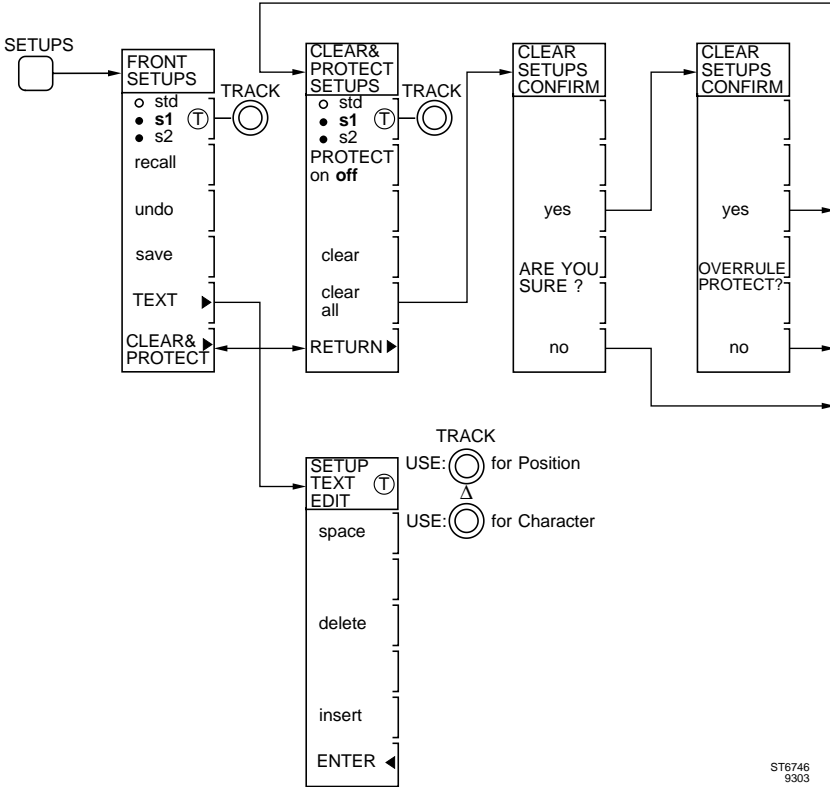 SETUPS
FRONT
SETUPS
std
s1 T
s2
TRACK
recall
undo
save
TEXT
CLEAR&
PROTECT
CLEAR&
PROTECT
SETUPS
std
s1 T
s2
TRACK
PROTECT
on off
clear
clear
all
RETURN
CLEAR
SETUPS
CONFIRM
yes
ARE YOU
SURE ?
no
CLEAR
SETUPS
CONFIRM
yes
OVERRULE
PROTECT?
no
SETUP
TEXT T
EDIT
space
delete
insert
ENTER
TRACK
USE: for Position
Δ
USE: for Character
ST6746
9303